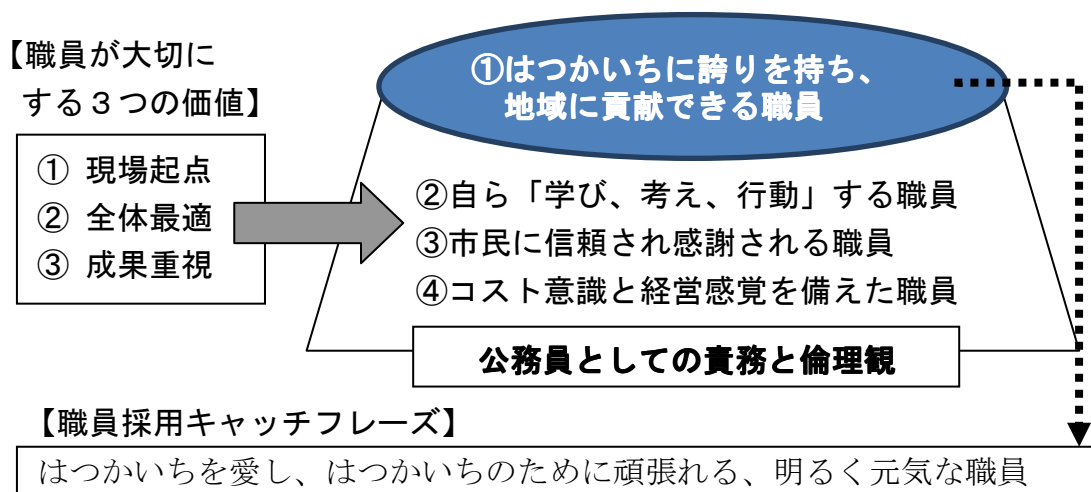 【職員が大切に
する３つの価値】
① 現場起点
② 全体最適
③ 成果重視
①はつかいちに誇りを持ち、
地域に貢献できる職員
②自ら「学び、考え、行動」する職員
③市民に信頼され感謝される職員
④コスト意識と経営感覚を備えた職員
公務員としての責務と倫理観
【職員採用キャッチフレーズ】
はつかいちを愛し、はつかいちのために頑張れる、明るく元気な職員